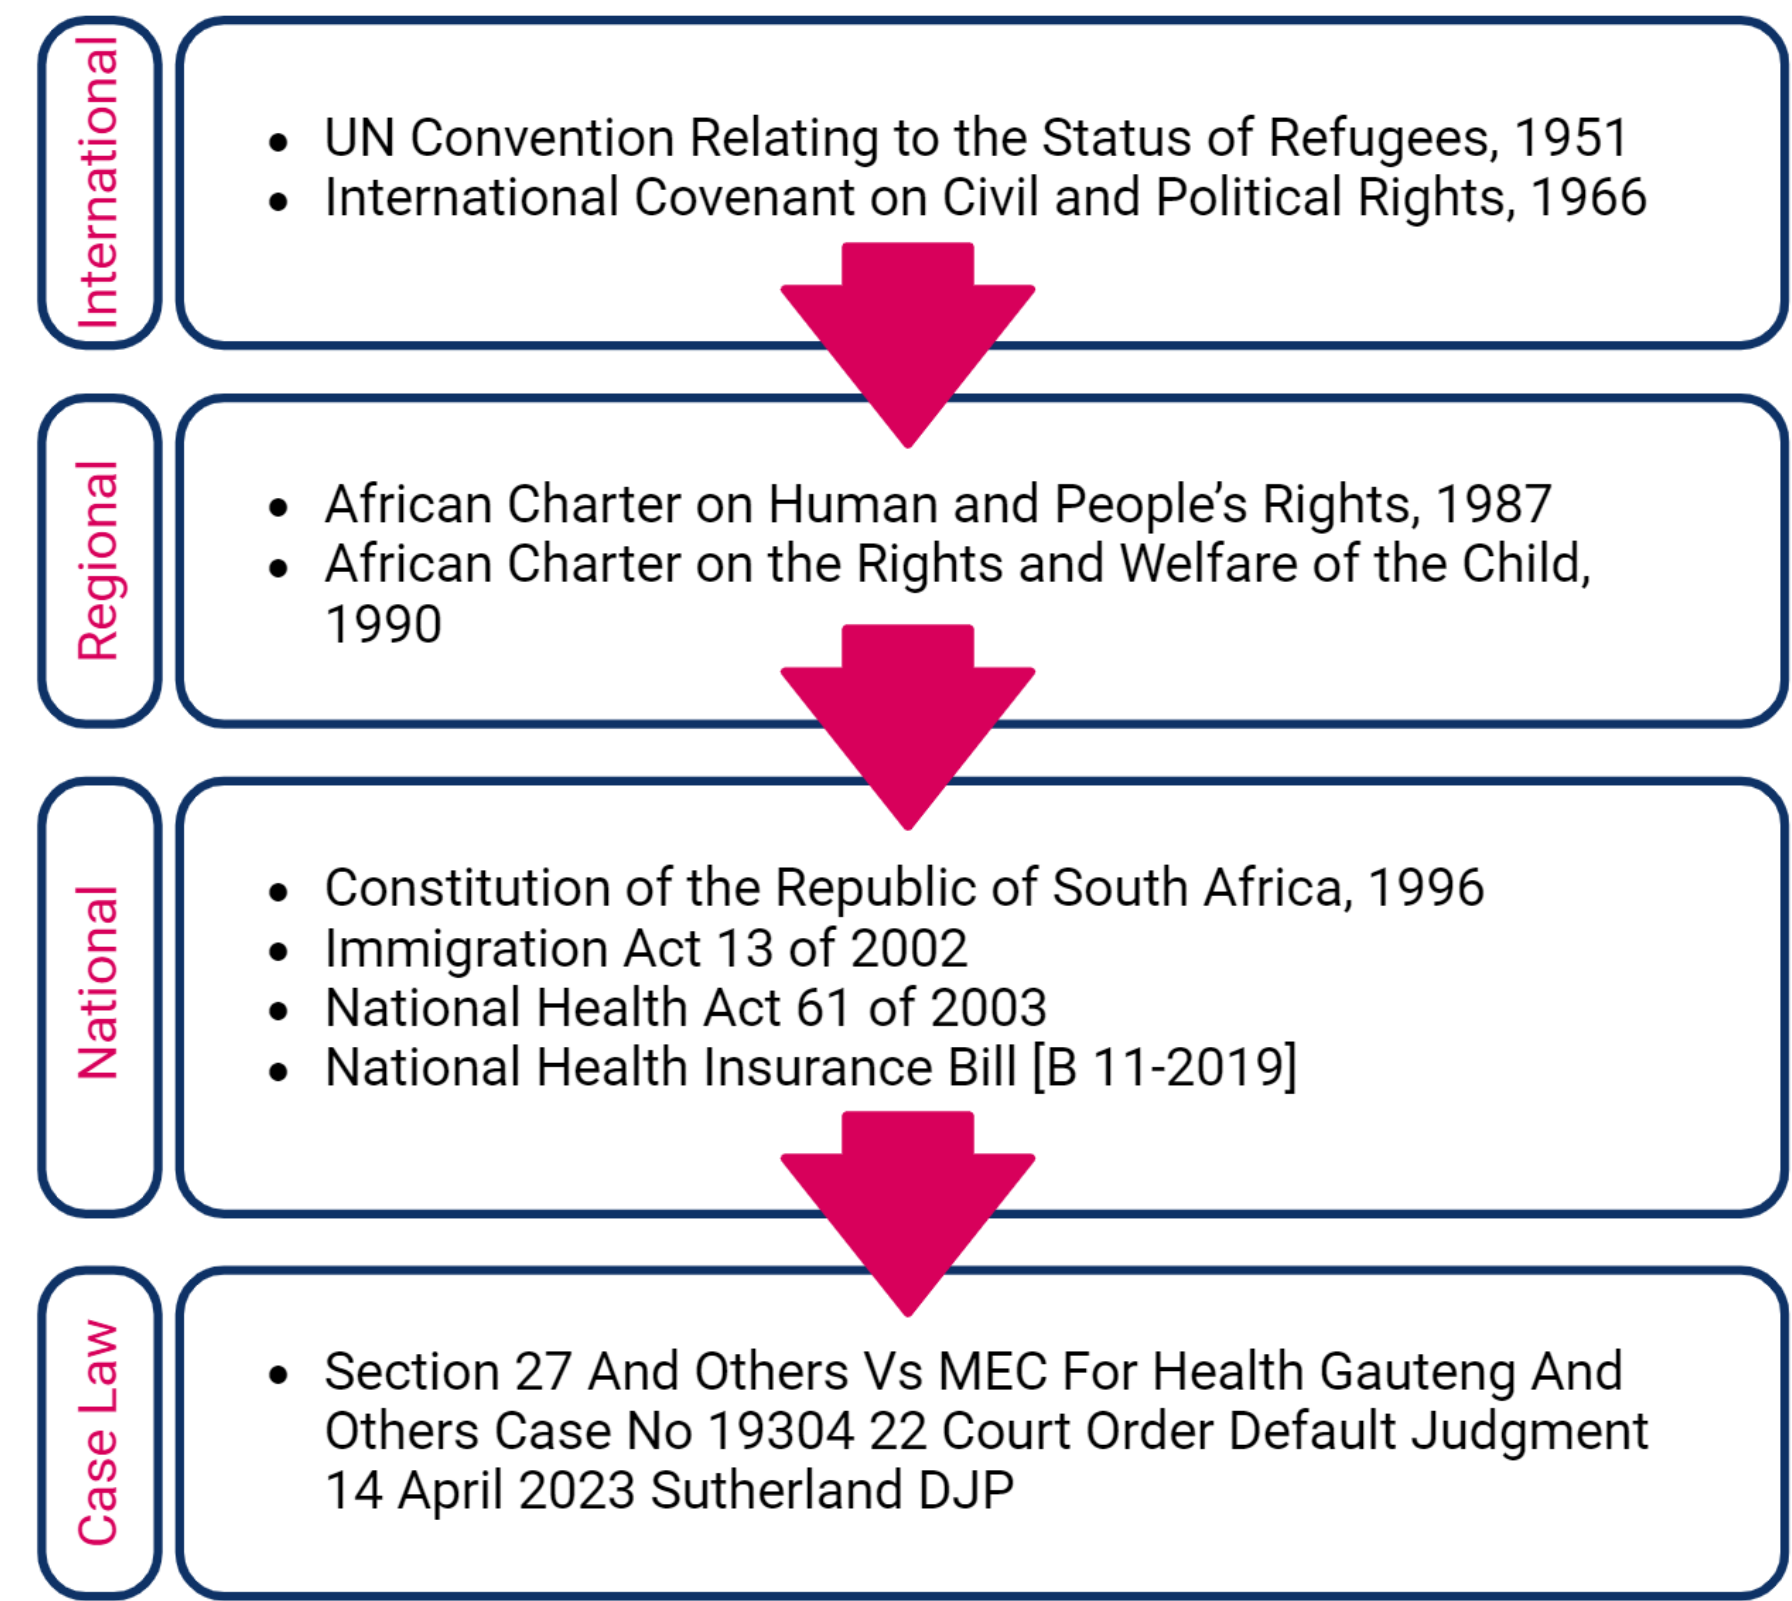 International
• UN Convention Relating to the Status of Refugees, 1951
• International Covenant on Civil and Political Rights, 1966
Regional
• African Charter on Human and People’s Rights, 1987
• African Charter on the Rights and Welfare of the Child,
1990
National
• Constitution of the Republic of South Africa, 1996
• Immigration Act 13 of 2002
• National Health Act 61 of 2003
• National Health Insurance Bill [B 11-2019]
Case Law
• Section 27 And Others Vs MEC For Health Gauteng And
Others Case No 19304 22 Court Order Default Judgment
14 April 2023 Sutherland DJP